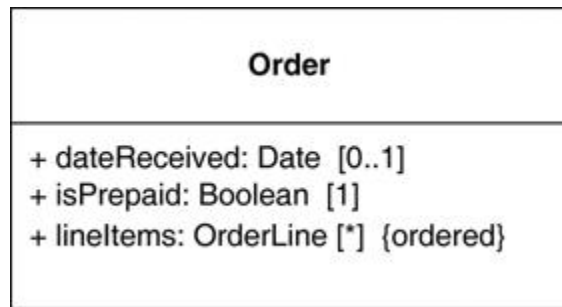 Order
+ dateReceived: Date [0..1]
+ isPrepaid: Boolean [1]
+ lineItems: OrderLine [*] {ordered}